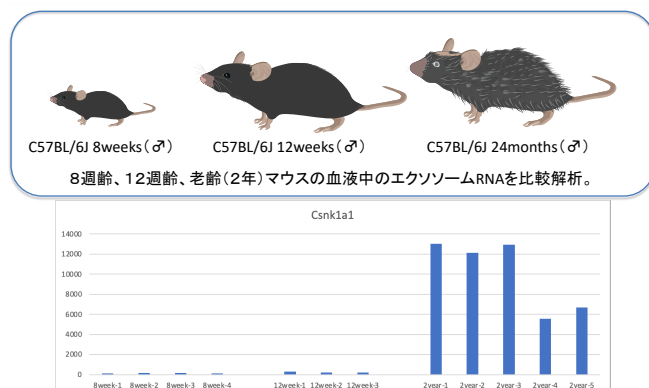 C57BL/6J 8weeks(♂) C57BL/6J 12weeks(♂) C57BL/6J 24months(♂)
8週齢、12週齢、老齢(2年)マウスの血液中のエクソソームRNAを比較解析。
Csnk1a1
14000
12000
10000
8000
6000
4000
2000
0
8week-1 8week-2 8week-3 8week-4 12week-1 12week-2 12week-3 2year-1 2year-2 2year-3 2year-4 2year-5